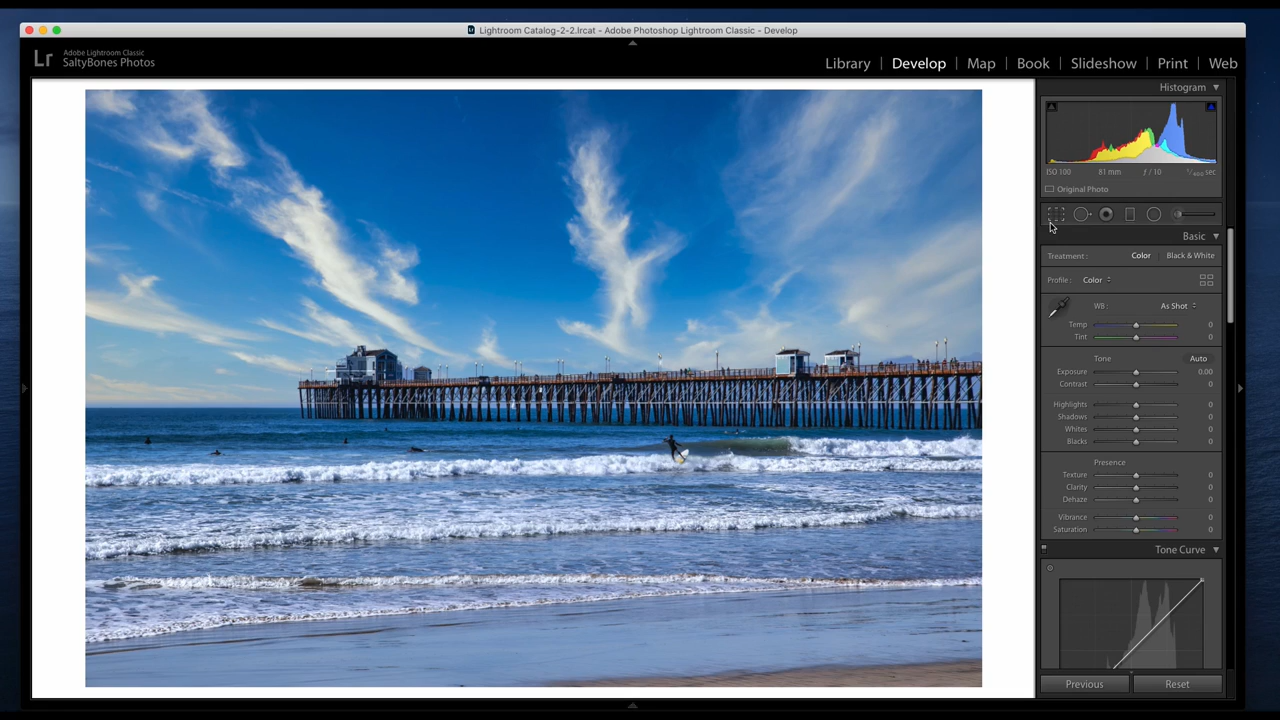 Lightroom Catalog-2-2.lrcat - Adobe Photoshop Lightroom Classic - Develop
Lr
Adobe Lightroom Classic
SaltyBones Photos
Library | Develop | Map | Book | Slideshow | Print | Web
Histogram
ISO 100 81 mm ƒ / 10 1/400 sec
Original Photo
Basic
Treatment : Color Black & White
Profile : Color
WB : As Shot
Temp 0
Tint 0
Tone Auto
Exposure 0.00
Contrast 0
Highlights 0
Shadows 0
Whites 0
Blacks 0
Presence
Texture 0
Clarity 0
Dehaze 0
Vibrance 0
Saturation 0
Tone Curve
Previous Reset